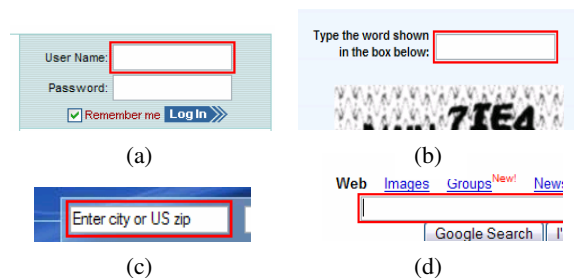 User Name:
Password:
Remember me Log In
(a)
Type the word shown
in the box below:
7IE4
(b)
Enter city or US zip
(c)
Web Images Groups New! News
Google Search I'
(d)